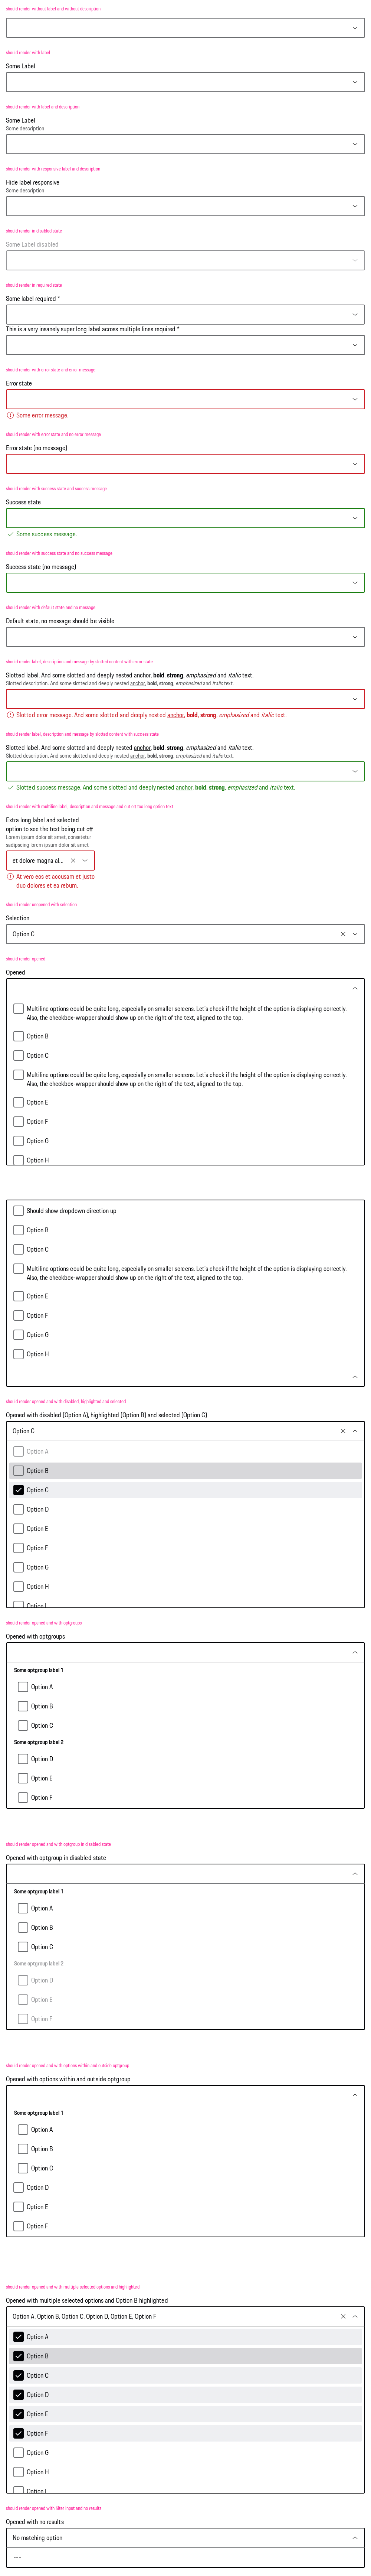 should render without label and without description
should render with label
Some Label
should render with label and description
Some Label
Some description
should render with responsive label and description
Hide label responsive
Some description
should render in disabled state
Some Label disabled
should render in required state
Some label required *
This is a very insanely super long label across multiple lines required *
should render with error state and error message
Error state
Some error message.
should render with error state and no error message
Error state (no message)
should render with success state and success message
Success state
Some success message.
should render with success state and no success message
Success state (no message)
should render with default state and no message
Default state, no message should be visible
should render label, description and message by slotted content with error state
Slotted label. And some slotted and deeply nested anchor, bold, strong, emphasized and italic text.
Slotted description. And some slotted and deeply nested anchor, bold, strong, emphasized and italic text.
Slotted error message. And some slotted and deeply nested anchor, bold, strong, emphasized and italic text.
should render label, description and message by slotted content with success state
Slotted label. And some slotted and deeply nested anchor, bold, strong, emphasized and italic text.
Slotted description. And some slotted and deeply nested anchor, bold, strong, emphasized and italic text.
Slotted success message. And some slotted and deeply nested anchor, bold, strong, emphasized and italic text.
should render with multiline label, description and message and cut off too long option text
Extra long label and selected
option to see the text being cut off
Lorem ipsum dolor sit amet, consetetur
sadipscing lorem ipsum dolor sit amet
et dolore magna al...
At vero eos et accusam et justo
duo dolores et ea rebum.
should render unopened with selection
Selection
Option C
should render opened
Opened
Multiline options could be quite long, especially on smaller screens. Let's check if the height of the option is displaying correctly.
Also, the checkbox-wrapper should show up on the right of the text, aligned to the top.
Option B
Option C
Multiline options could be quite long, especially on smaller screens. Let's check if the height of the option is displaying correctly.
Also, the checkbox-wrapper should show up on the right of the text, aligned to the top.
Option E
Option F
Option G
Option H
Should show dropdown direction up
Option B
Option C
Multiline options could be quite long, especially on smaller screens. Let's check if the height of the option is displaying correctly.
Also, the checkbox-wrapper should show up on the right of the text, aligned to the top.
Option E
Option F
Option G
Option H
should render opened and with disabled, highlighted and selected
Opened with disabled (Option A), highlighted (Option B) and selected (Option C)
Option C
Option A
Option B
Option C
Option D
Option E
Option F
Option G
Option H
Option I
should render opened and with optgroups
Opened with optgroups
Some optgroup label 1
Option A
Option B
Option C
Some optgroup label 2
Option D
Option E
Option F
should render opened and with optgroup in disabled state
Opened with optgroup in disabled state
Some optgroup label 1
Option A
Option B
Option C
Some optgroup label 2
Option D
Option E
Option F
should render opened and with options within and outside optgroup
Opened with options within and outside optgroup
Some optgroup label 1
Option A
Option B
Option C
Option D
Option E
Option F
should render opened and with multiple selected options and highlighted
Opened with multiple selected options and Option B highlighted
Option A, Option B, Option C, Option D, Option E, Option F
Option A
Option B
Option C
Option D
Option E
Option F
Option G
Option H
Option I
should render opened with filter input and no results
Opened with no results
No matching option
---